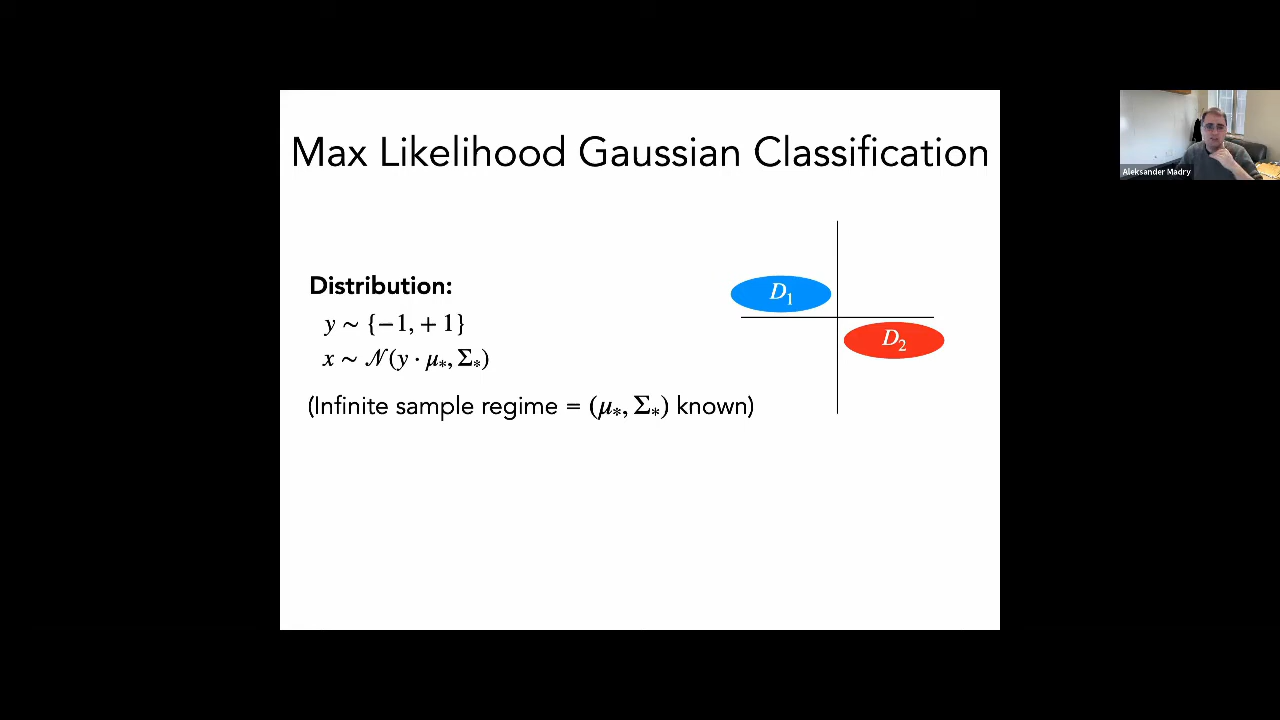 Max Likelihood Gaussian Classification
Aleksander Madry
Distribution:
y ∼ {−1, + 1}
x ∼ 𝒩(y · μ*, Σ*)
(Infinite sample regime = (μ*, Σ*) known)
D₁
D₂